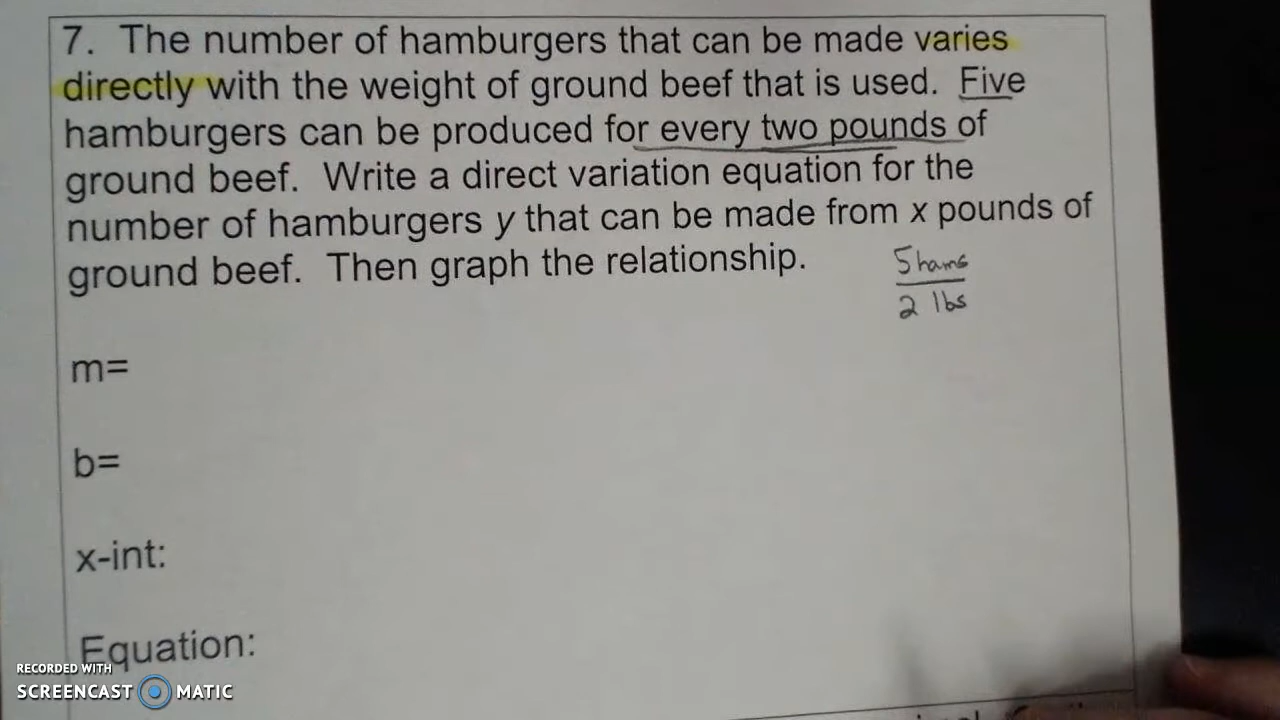 7. The number of hamburgers that can be made varies
directly with the weight of ground beef that is used. Five
hamburgers can be produced for every two pounds of
ground beef. Write a direct variation equation for the
number of hamburgers y that can be made from x pounds of
ground beef. Then graph the relationship.
5 hams
2 lbs
m=
b=
x-int:
Equation:
RECORDED WITH
SCREENCAST MATIC